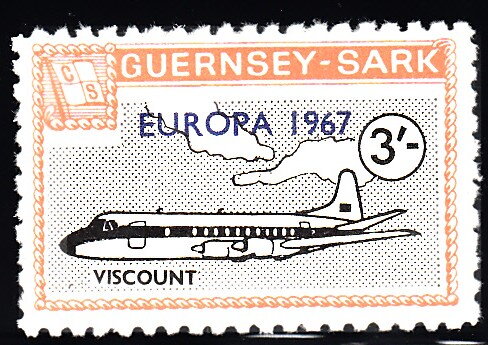 C
S
GUERNSEY-SARK
EUROPA 1967
3'-
VISCOUNT